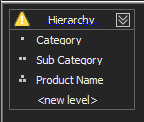 Hierarchy
Category
Sub Category
Product Name
<new level>